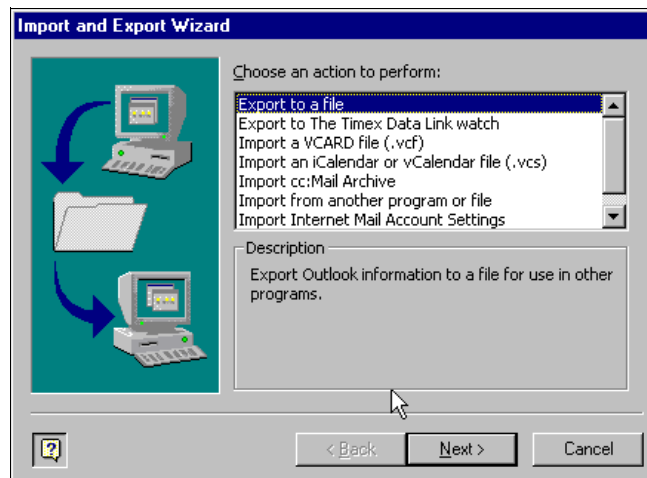 Import and Export Wizard
Choose an action to perform:
Export to a file
Export to The Timex Data Link watch
Import a VCARD file (.vcf)
Import an iCalendar or vCalendar file (.vcs)
Import cc:Mail Archive
Import from another program or file
Import Internet Mail Account Settings
Description
Export Outlook information to a file for use in other
programs.
?
< Back
Next >
Cancel